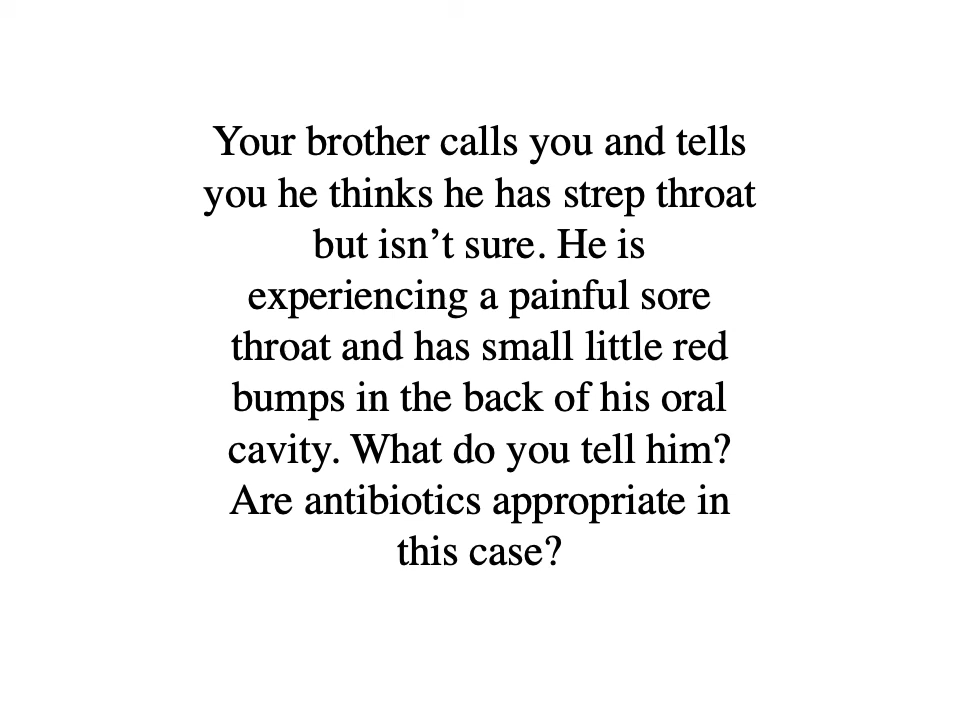 Your brother calls you and tells
you he thinks he has strep throat
but isn’t sure. He is
experiencing a painful sore
throat and has small little red
bumps in the back of his oral
cavity. What do you tell him?
Are antibiotics appropriate in
this case?